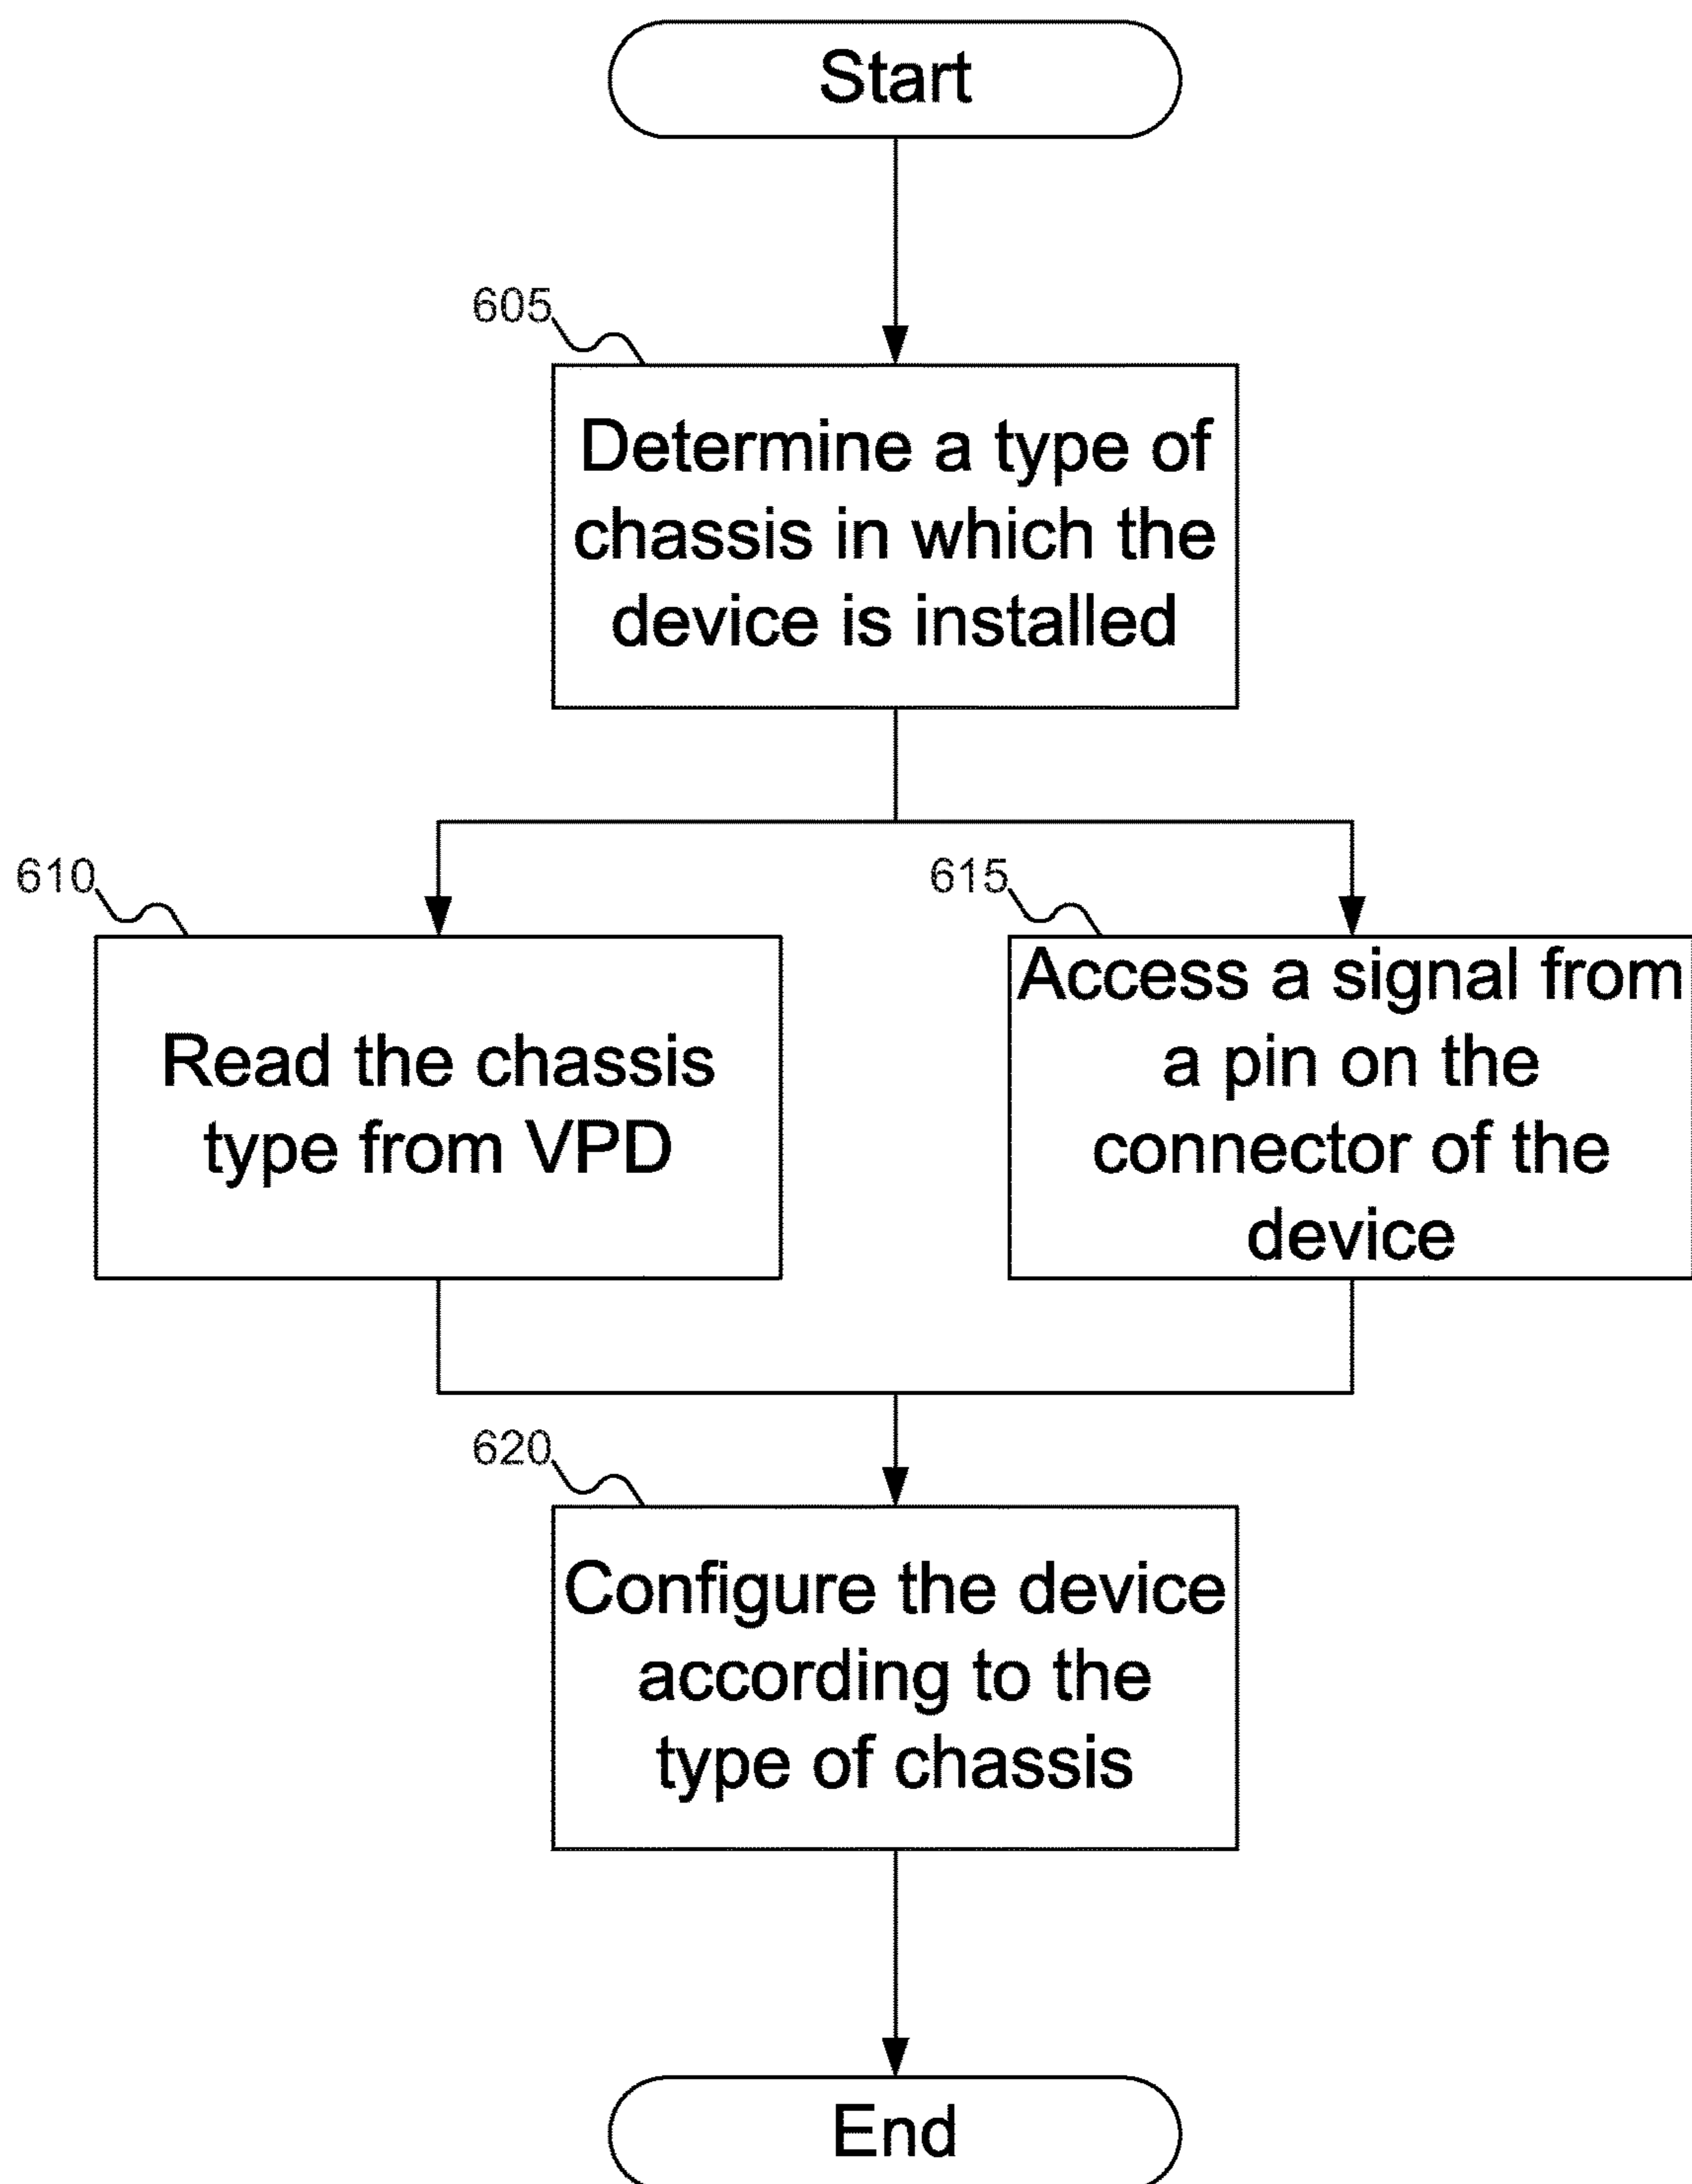 Start
605
Determine a type of
chassis in which the
device is installed
610
Read the chassis
type from VPD
615
Access a signal from
a pin on the
connector of the
device
620
Configure the device
according to the
type of chassis
End